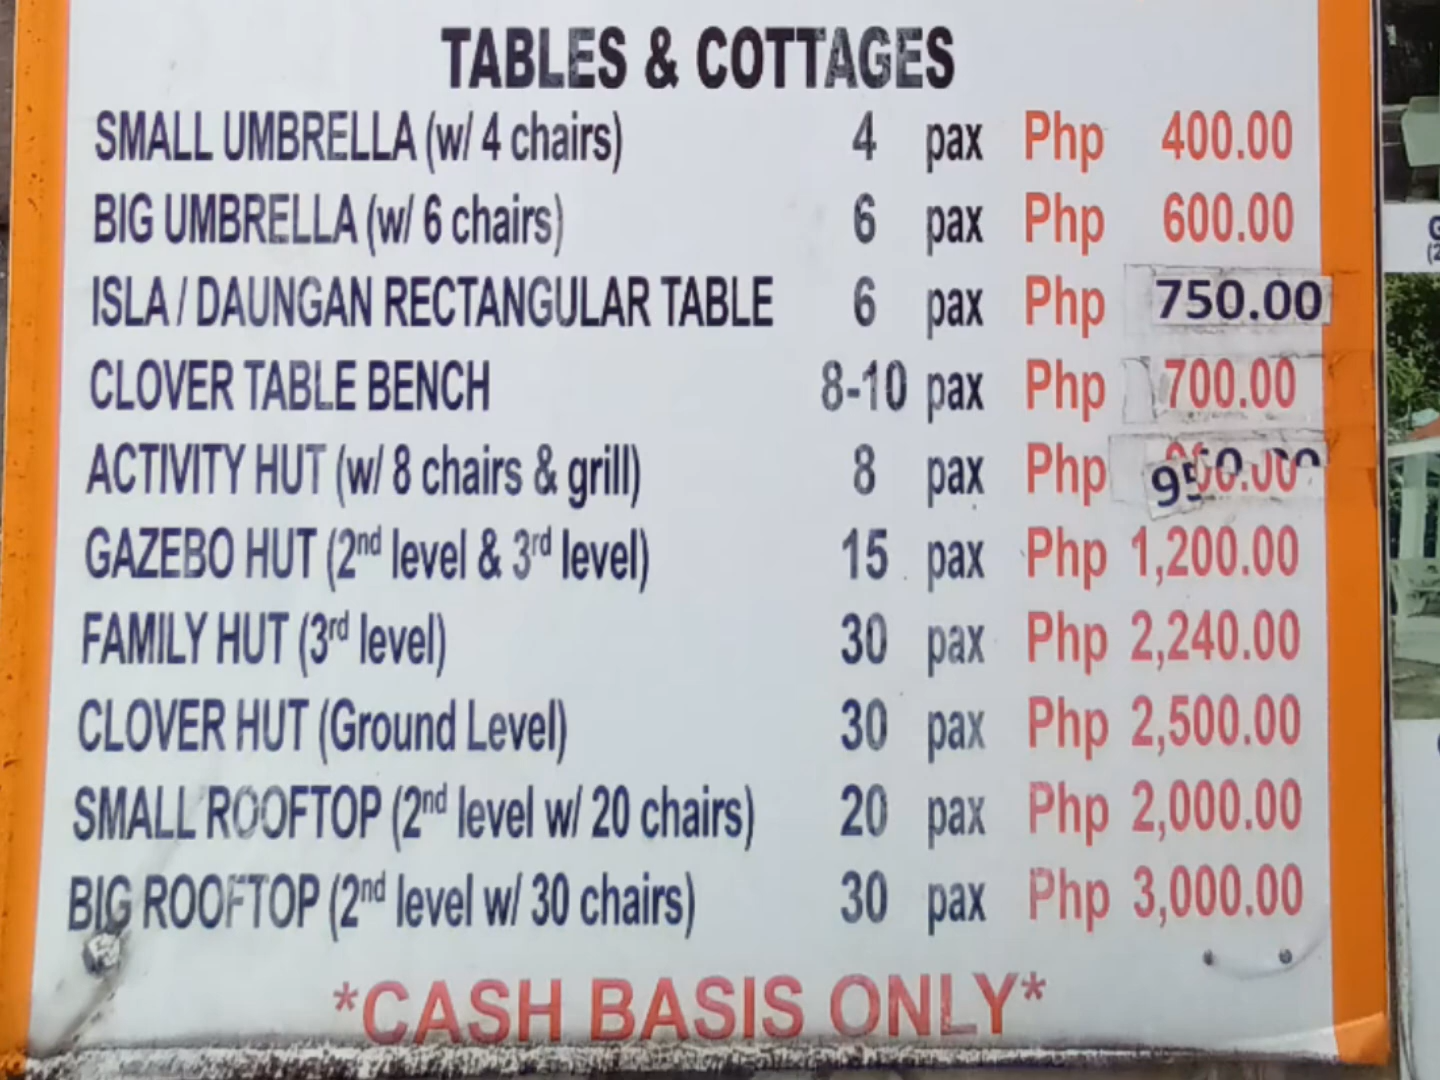 TABLES & COTTAGES
SMALL UMBRELLA (w/ 4 chairs) 4 pax Php 400.00
BIG UMBRELLA (w/ 6 chairs) 6 pax Php 600.00
ISLA / DAUNGAN RECTANGULAR TABLE 6 pax Php 750.00
CLOVER TABLE BENCH 8-10 pax Php 700.00
ACTIVITY HUT (w/ 8 chairs & grill) 8 pax Php
GAZEBO HUT (2nd level & 3rd level) 15 pax Php 1,200.00
FAMILY HUT (3rd level) 30 pax Php 2,240.00
CLOVER HUT (Ground Level) 30 pax Php 2,500.00
SMALL ROOFTOP (2nd level w/ 20 chairs) 20 pax Php 2,000.00
BIG ROOFTOP (2nd level w/ 30 chairs) 30 pax Php 3,000.00
*CASH BASIS ONLY*